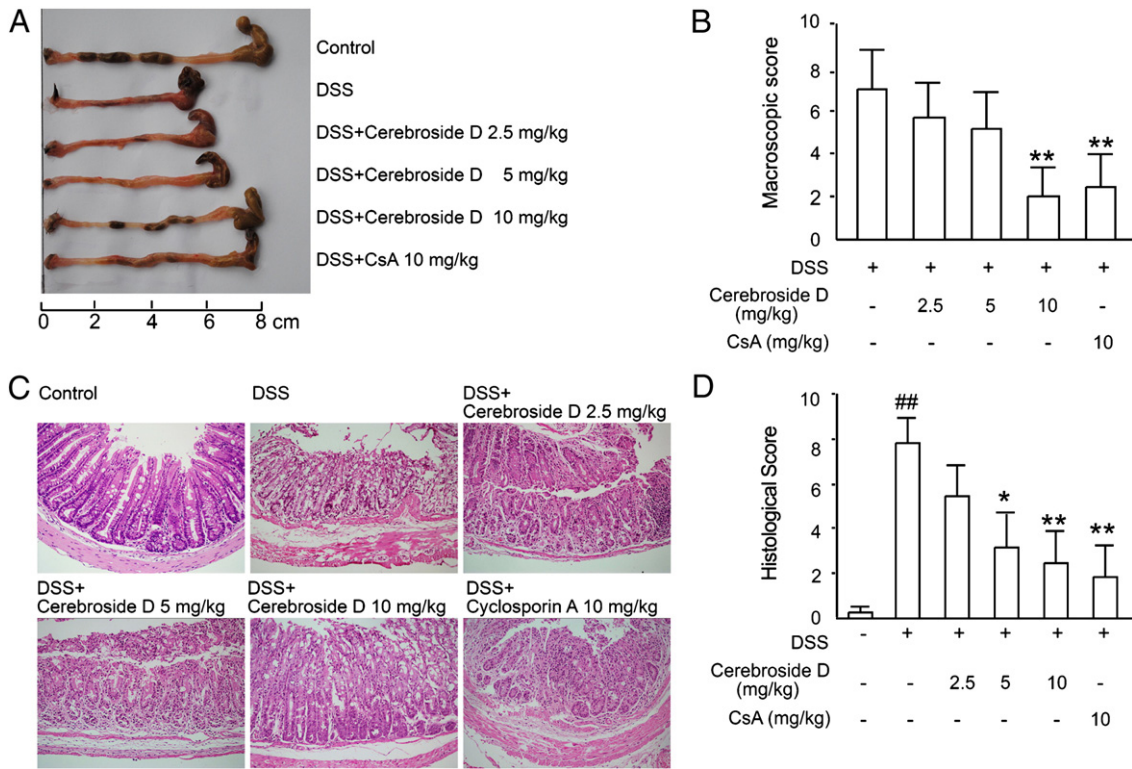 A
Control
DSS
DSS+Cerebroside D 2.5 mg/kg
DSS+Cerebroside D 5 mg/kg
DSS+Cerebroside D 10 mg/kg
DSS+CsA 10 mg/kg
0 2 4 6 8 cm
B
Macroscopic score
10
8
6
4
2
0
** **
DSS + + + + +
Cerebroside D
(mg/kg) - 2.5 5 10 -
CsA (mg/kg) - - - - 10
C
Control
DSS
DSS+
Cerebroside D 2.5 mg/kg
DSS+
Cerebroside D 5 mg/kg
DSS+
Cerebroside D 10 mg/kg
DSS+
Cyclosporin A 10 mg/kg
D
Histological Score
10
8
6
4
2
0
## * ** **
DSS - + + + + +
Cerebroside D
(mg/kg) - - 2.5 5 10 -
CsA (mg/kg) - - - - - 10